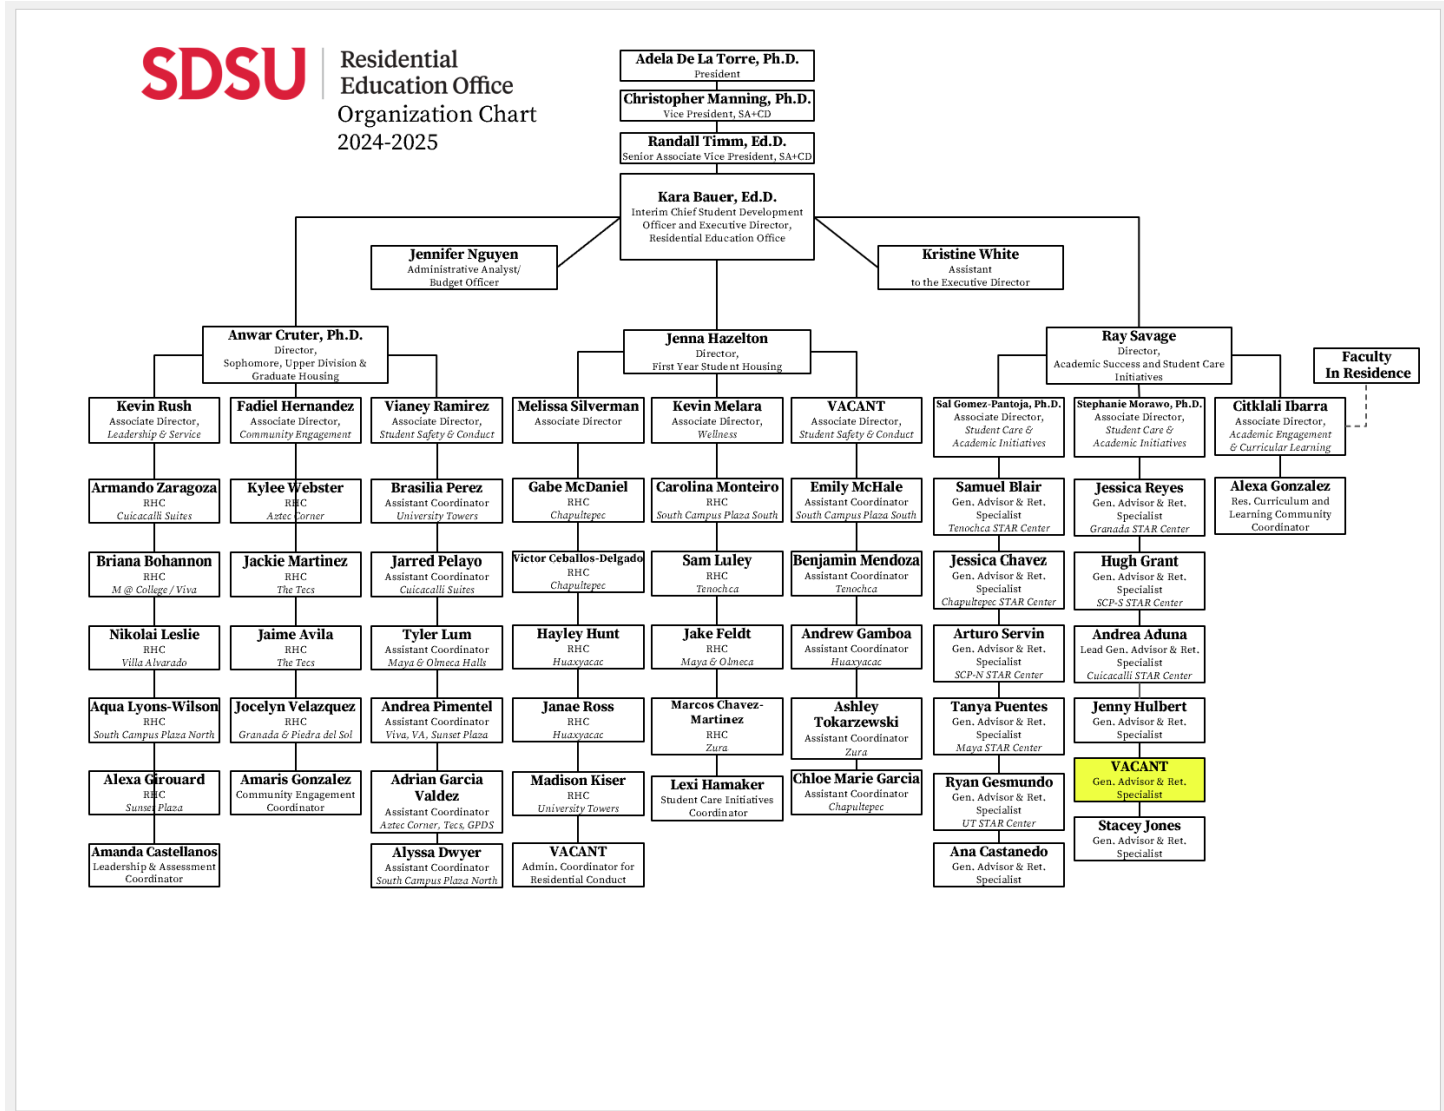 SDSU
Residential
Education Office
Organization Chart
2024-2025
Adela De La Torre, Ph.D.
President
Christopher Manning, Ph.D.
Vice President, SA+CD
Randall Timm, Ed.D.
Senior Associate Vice President, SA+CD
Kara Bauer, Ed.D.
Interim Chief Student Development
Officer and Executive Director,
Residential Education Office
Jennifer Nguyen
Administrative Analyst/
Budget Officer
Kristine White
Assistant
to the Executive Director
Anwar Cruter, Ph.D.
Director,
Sophomore, Upper Division &
Graduate Housing
Jenna Hazelton
Director,
First Year Student Housing
Ray Savage
Director,
Academic Success and Student Care
Initiatives
Faculty
In Residence
Kevin Rush
Associate Director,
Leadership & Service
Armando Zaragoza
RHC
Cuicacalli Suites
Briana Bohannon
RHC
M @ College / Viva
Nikolai Leslie
RHC
Villa Alvarado
Aqua Lyons-Wilson
RHC
South Campus Plaza North
Alexa Girouard
RHC
Sunset Plaza
Amanda Castellanos
Leadership & Assessment
Coordinator
Fadiel Hernandez
Associate Director,
Community Engagement
Kylee Webster
RHC
Aztec Corner
Jackie Martinez
RHC
The Tecs
Jaime Avila
RHC
The Tecs
Jocelyn Velazquez
RHC
Granada & Piedra del Sol
Amaris Gonzalez
Community Engagement
Coordinator
Vianey Ramirez
Associate Director,
Student Safety & Conduct
Brasilia Perez
Assistant Coordinator
University Towers
Jarred Pelayo
Assistant Coordinator
Cuicacalli Suites
Tyler Lum
Assistant Coordinator
Maya & Olmeca Halls
Andrea Pimentel
Assistant Coordinator
Viva, VA, Sunset Plaza
Adrian Garcia
Valdez
Assistant Coordinator
Aztec Corner, Tecs, GPDS
Alyssa Dwyer
Assistant Coordinator
South Campus Plaza North
Melissa Silverman
Associate Director
Gabe McDaniel
RHC
Chapultepec
Victor Ceballos-Delgado
RHC
Chapultepec
Hayley Hunt
RHC
Huaxyacac
Janae Ross
RHC
Huaxyacac
Madison Kiser
RHC
University Towers
VACANT
Admin. Coordinator for
Residential Conduct
Kevin Melara
Associate Director,
Wellness
Carolina Monteiro
RHC
South Campus Plaza South
Sam Luley
RHC
Tenochca
Jake Feldt
RHC
Maya & Olmeca
Marcos Chavez-
Martinez
RHC
Zura
Lexi Hamaker
Student Care Initiatives
Coordinator
VACANT
Associate Director,
Student Safety & Conduct
Emily McHale
Assistant Coordinator
South Campus Plaza South
Benjamin Mendoza
Assistant Coordinator
Tenochca
Andrew Gamboa
Assistant Coordinator
Huaxyacac
Ashley
Tokarzewski
Assistant Coordinator
Zura
Chloe Marie Garcia
Assistant Coordinator
Chapultepec
Sal Gomez-Pantoja, Ph.D.
Associate Director,
Student Care &
Academic Initiatives
Samuel Blair
Gen. Advisor & Ret.
Specialist
Tenochca STAR Center
Jessica Chavez
Gen. Advisor & Ret.
Specialist
Chapultepec STAR Center
Arturo Servin
Gen. Advisor & Ret.
Specialist
SCP-N STAR Center
Tanya Puentes
Gen. Advisor & Ret.
Specialist
Maya STAR Center
Ryan Gesmundo
Gen. Advisor & Ret.
Specialist
UT STAR Center
Ana Castanedo
Gen. Advisor & Ret.
Specialist
Stephanie Morawo, Ph.D.
Associate Director,
Student Care &
Academic Initiatives
Jessica Reyes
Gen. Advisor & Ret.
Specialist
Granada STAR Center
Hugh Grant
Gen. Advisor & Ret.
Specialist
SCP-S STAR Center
Andrea Aduna
Lead Gen. Advisor & Ret.
Specialist
Cuicacalli STAR Center
Jenny Hulbert
Gen. Advisor & Ret.
Specialist
VACANT
Gen. Advisor & Ret.
Specialist
Stacey Jones
Gen. Advisor & Ret.
Specialist
Citklali Ibarra
Associate Director,
Academic Engagement
& Curricular Learning
Alexa Gonzalez
Res. Curriculum and
Learning Community
Coordinator